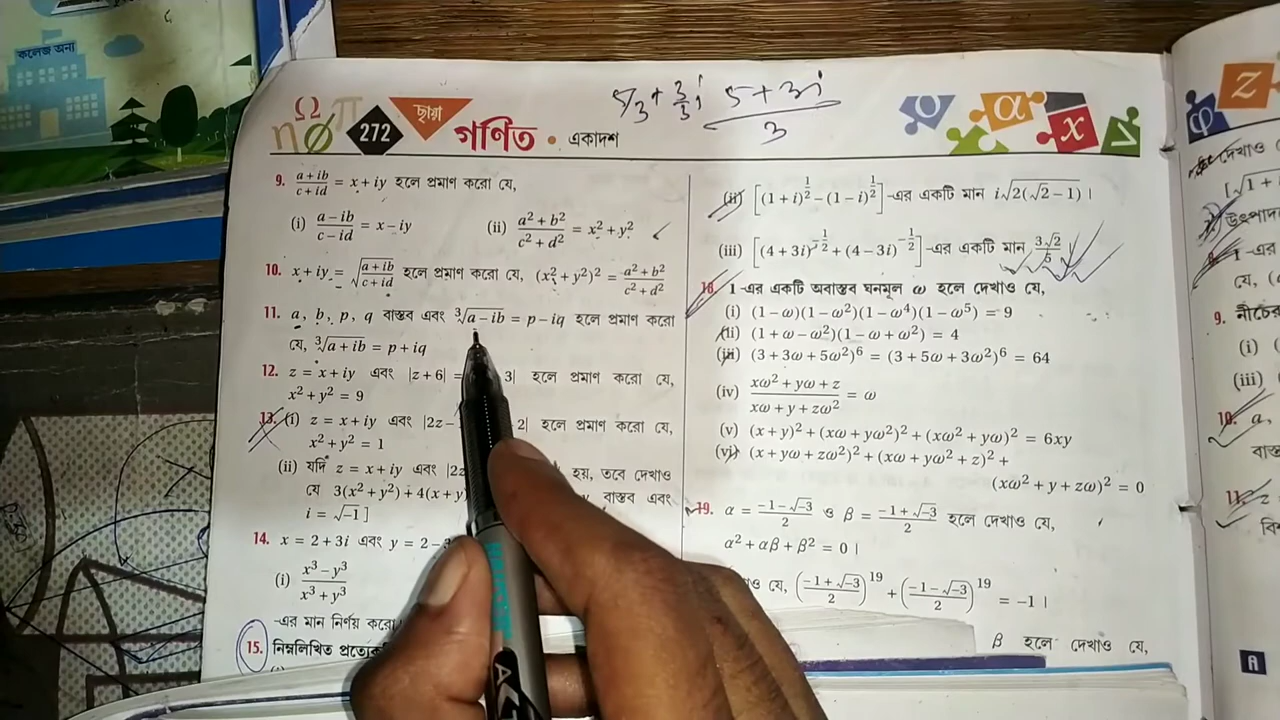 কলেজ অন্য
5/3 + 3/3 i (5 + 3i)/3
272 ছায়া গণিত • একাদশ
9. (a+ib)/(c+id) = x+iy হলে প্রমাণ করো যে,
(i) (a−ib)/(c−id) = x−iy (ii) (a²+b²)/(c²+d²) = x²+y²
10. x+iy = √((a+ib)/(c+id)) হলে প্রমাণ করো যে, (x²+y²)² = (a²+b²)/(c²+d²)
11. a, b, p, q বাস্তব এবং ∛(a−ib) = p−iq হলে প্রমাণ করো
যে, ∛(a+ib) = p+iq
12. z = x+iy এবং |z+6| = 3| হলে প্রমাণ করো যে,
x²+y² = 9
13. (i) z = x+iy এবং |2z− 2| হলে প্রমাণ করো যে,
x²+y² = 1
(ii) যদি z = x+iy এবং |2z হয়, তবে দেখাও
যে 3(x²+y²)+4(x+y) বাস্তব এবং
i = √−1]
14. x = 2+3i এবং y = 2−
(i) (x³−y³)/(x³+y³)
-এর মান নির্ণয় করো
15. নিম্নলিখিত প্রত্যেক
(ii) [(1+i)^(1/2) −(1−i)^(1/2)]-এর একটি মান i√(2(√2−1)) ।
(iii) [(4+3i)^(−1/2) +(4−3i)^(−1/2)]-এর একটি মান 3√2/5 ।
18. 1-এর একটি অবাস্তব ঘনমূল ω হলে দেখাও যে,
(i) (1−ω)(1−ω²)(1−ω⁴)(1−ω⁵) = 9
(ii) (1+ω−ω²)(1−ω+ω²) = 4
(iii) (3+3ω+5ω²)⁶ = (3+5ω+3ω²)⁶ = 64
(iv) (xω²+yω+z)/(xω+y+zω²) = ω
(v) (x+y)²+(xω+yω²)²+(xω²+yω)² = 6xy
(vi) (x+yω+zω²)²+(xω+yω²+z)²+
(xω²+y+zω)² = 0
19. α = (−1−√−3)/2 ও β = (−1+√−3)/2 হলে দেখাও যে,
α²+αβ+β² = 0 ।
যে, ((−1+√−3)/2)¹⁹ +((−1−√−3)/2)¹⁹ = −1 ।
β হলে দেখাও যে,
দেখাও
[√1+
উৎপাদ
1-এর
যে,
9. নীচের
(i)
(iii)
10. a,
বাস্ত
11. z